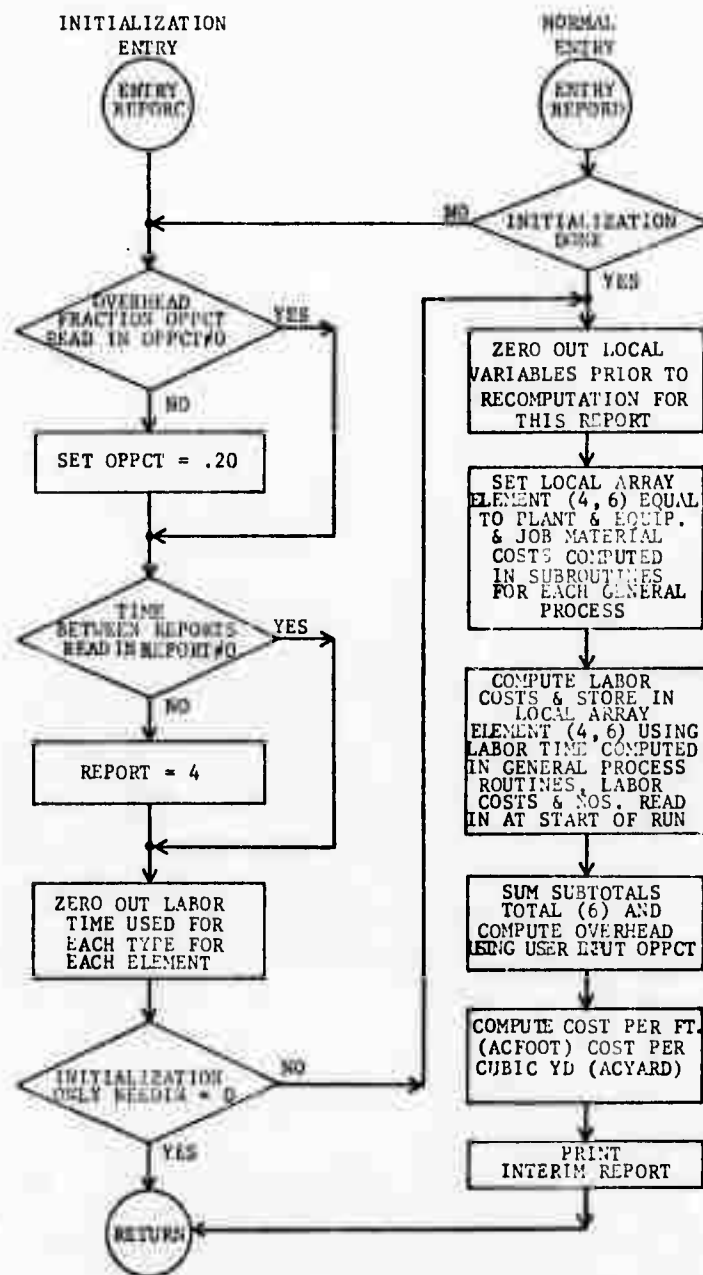 INITIALIZATION
ENTRY
ENTRY
REPORC
NORMAL
ENTRY
ENTRY
REPORD
NO
INITIALIZATION
DONE
YES
OVERHEAD
FRACTION OPPCT
READ IN OPPCT≠0
YES
NO
SET OPPCT = .20
TIME
BETWEEN REPORTS
READ IN REPORT≠0
YES
NO
REPORT = 4
ZERO OUT LABOR
TIME USED FOR
EACH TYPE FOR
EACH ELEMENT
INITIALIZATION
ONLY NEEDIN = 0
NO
YES
RETURN
ZERO OUT LOCAL
VARIABLES PRIOR TO
RECOMPUTATION FOR
THIS REPORT
SET LOCAL ARRAY
ELEMENT (4,6) EQUAL
TO PLANT & EQUIP.
& JOB MATERIAL
COSTS COMPUTED
IN SUBROUTINES
FOR EACH GENERAL
PROCESS
COMPUTE LABOR
COSTS & STORE IN
LOCAL ARRAY
ELEMENT (4,6) USING
LABOR TIME COMPUTED
IN GENERAL PROCESS
ROUTINES, LABOR
COSTS & NOS. READ
IN AT START OF RUN
SUM SUBTOTALS
TOTAL (6) AND
COMPUTE OVERHEAD
USING USER INPUT OPPCT
COMPUTE COST PER FT.
(ACFOOT) COST PER
CUBIC YD (ACYARD)
PRINT
INTERIM REPORT